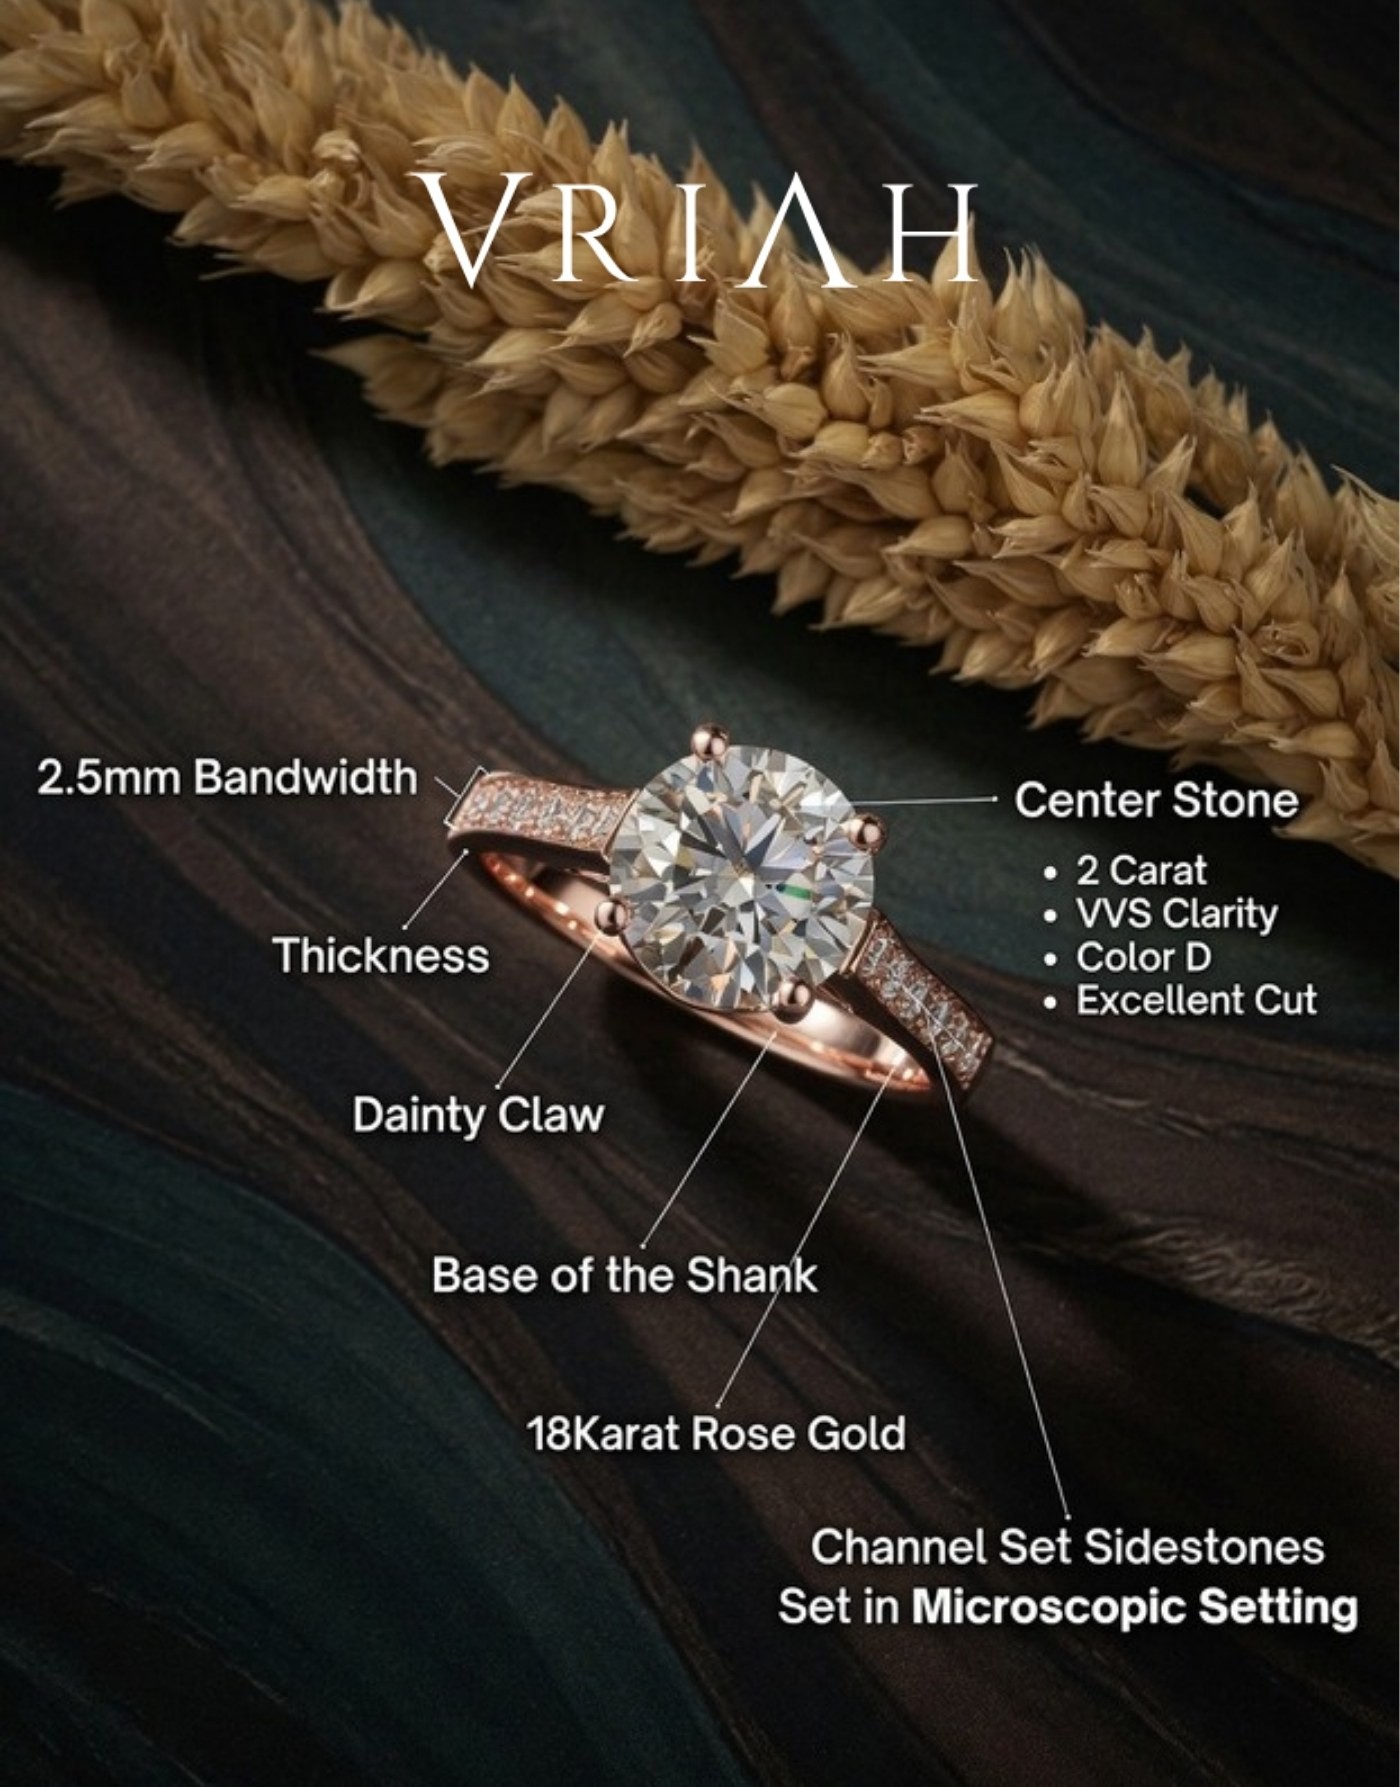 VRIAH
2.5mm Bandwidth
Center Stone
• 2 Carat
• VVS Clarity
• Color D
• Excellent Cut
Thickness
Dainty Claw
Base of the Shank
18Karat Rose Gold
Channel Set Sidestones
Set in Microscopic Setting